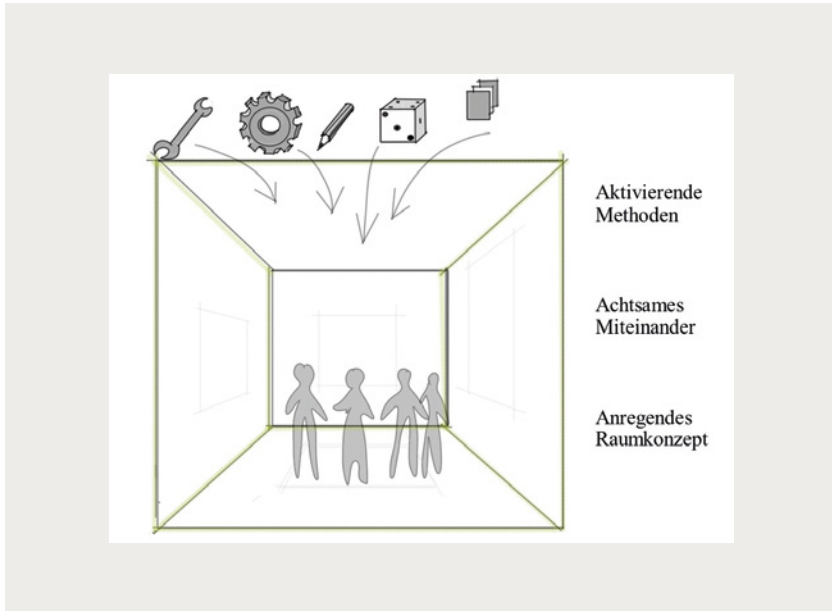 Aktivierende
Methoden
Achtsames
Miteinander
Anregendes
Raumkonzept